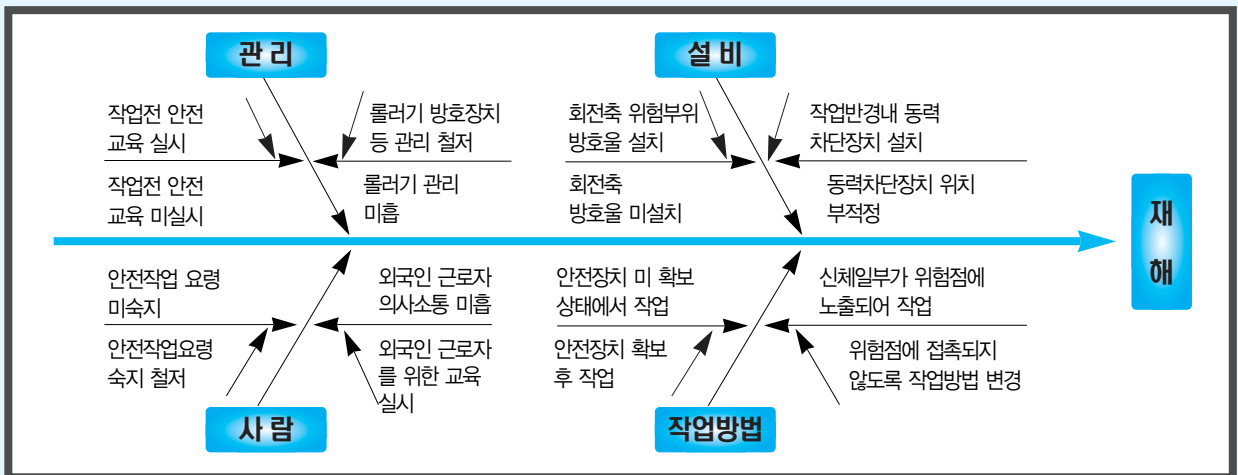 관 리
작업전 안전
교육 실시
롤러기 방호장치
등 관리 철저
작업전 안전
교육 미실시
롤러기 관리
미흡
설 비
회전축 위험부위
방호울 설치
작업반경내 동력
차단장치 설치
회전축
방호울 미설치
동력차단장치 위치
부적정
재
해
안전작업 요령
미숙지
외국인 근로자
의사소통 미흡
안전작업요령
숙지 철저
외국인 근로자
를 위한 교육
실시
사 람
안전장치 미 확보
상태에서 작업
신체일부가 위험점에
노출되어 작업
안전장치 확보
후 작업
위험점에 접촉되지
않도록 작업방법 변경
작업방법